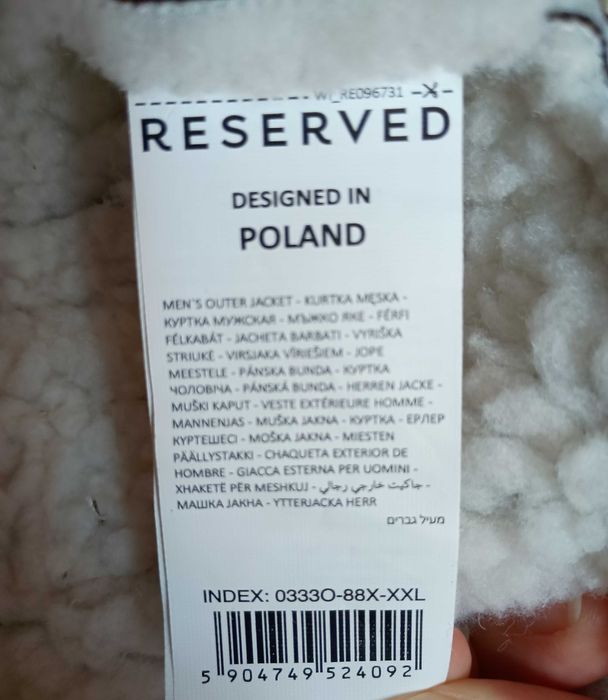 RE096731
RESERVED
DESIGNED IN
POLAND
MEN'S OUTER JACKET - KURTKA MĘSKA -
КУРТКА МУЖСКАЯ - МЪЖКО ЯКЕ - FÉRFI
FÉLKABÁT - JACHETA BARBATI - VYRIŠKA
STRIUKĖ - VIRSJAKA VĪRIEŠIEM - JOPE
MEESTELE - PÁNSKA BUNDA - КУРТКА
ЧОЛОВІЧА - PÁNSKÁ BUNDA - HERREN JACKE -
MUŠKI KAPUT - VESTE EXTÉRIEURE HOMME -
MANNENJAS - MUŠKA JAKNA - КУРТКА - ЕРЛЕР
КУРТЕШЕСІ - MOŠKA JAKNA - MIESTEN
PÄÄLLYSTAKKI - CHAQUETA EXTERIOR DE
HOMBRE - GIACCA ESTERNA PER UOMINI -
XHAKETË PËR MESHKUJ - جاكيت خارجي رجالي -
МАШКА ЈАКНА - YTTERJACKA HERR
מעיל גברים
INDEX: 0333O-88X-XXL
5 904749 524092